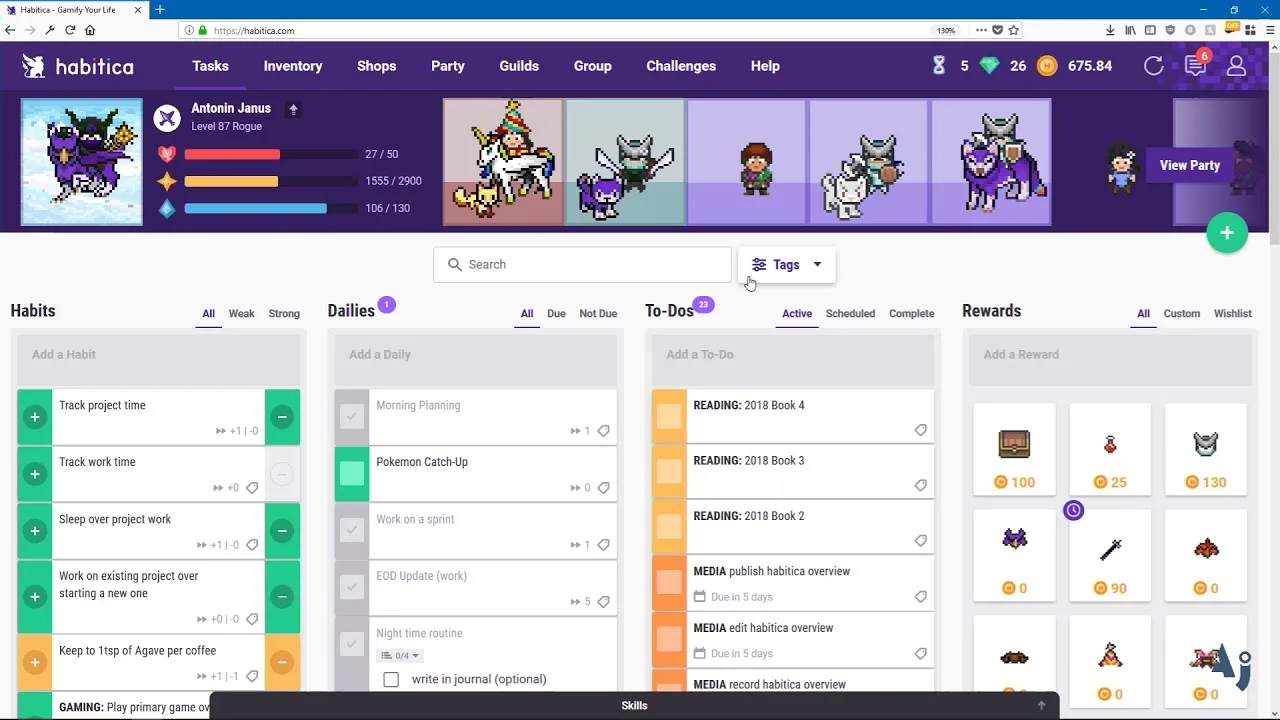 Habitica - Gamify Your Life
https://habitica.com
130%
OFF
habitica
Tasks
Inventory
Shops
Party
Guilds
Group
Challenges
Help
5
26
675.84
6
Antonin Janus
Level 87 Rogue
27 / 50
1555 / 2900
106 / 130
View Party
Search
Tags
Habits
All
Weak
Strong
Add a Habit
Track project time
+1 | -0
Track work time
+0
Sleep over project work
+1 | -0
Work on existing project over
starting a new one
+0 | -0
Keep to 1tsp of Agave per coffee
+1 | -1
GAMING: Play primary game ov
Dailies
1
All
Due
Not Due
Add a Daily
Morning Planning
1
Pokemon Catch-Up
0
Work on a sprint
1
EOD Update (work)
5
Night time routine
0/4
write in journal (optional)
To-Dos
23
Active
Scheduled
Complete
Add a To-Do
READING: 2018 Book 4
READING: 2018 Book 3
READING: 2018 Book 2
MEDIA publish habitica overview
Due in 5 days
MEDIA edit habitica overview
Due in 5 days
MEDIA record habitica overview
Rewards
All
Custom
Wishlist
Add a Reward
100
25
130
0
90
0
0
0
Skills
AJ